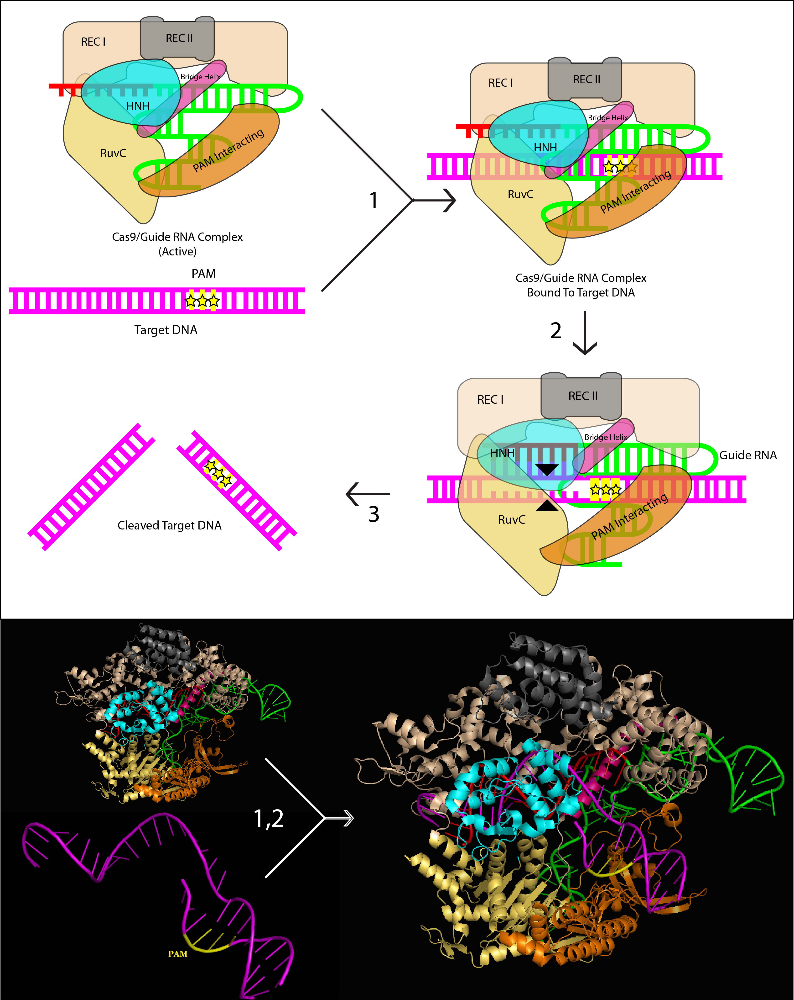 REC I
REC II
Bridge Helix
HNH
RuvC
PAM Interacting
Cas9/Guide RNA Complex
(Active)
PAM
Target DNA
1
REC I
REC II
Bridge Helix
HNH
RuvC
PAM Interacting
Cas9/Guide RNA Complex
Bound To Target DNA
2
REC I
REC II
Bridge Helix
HNH
Guide RNA
RuvC
PAM Interacting
3
Cleaved Target DNA
1,2
PAM